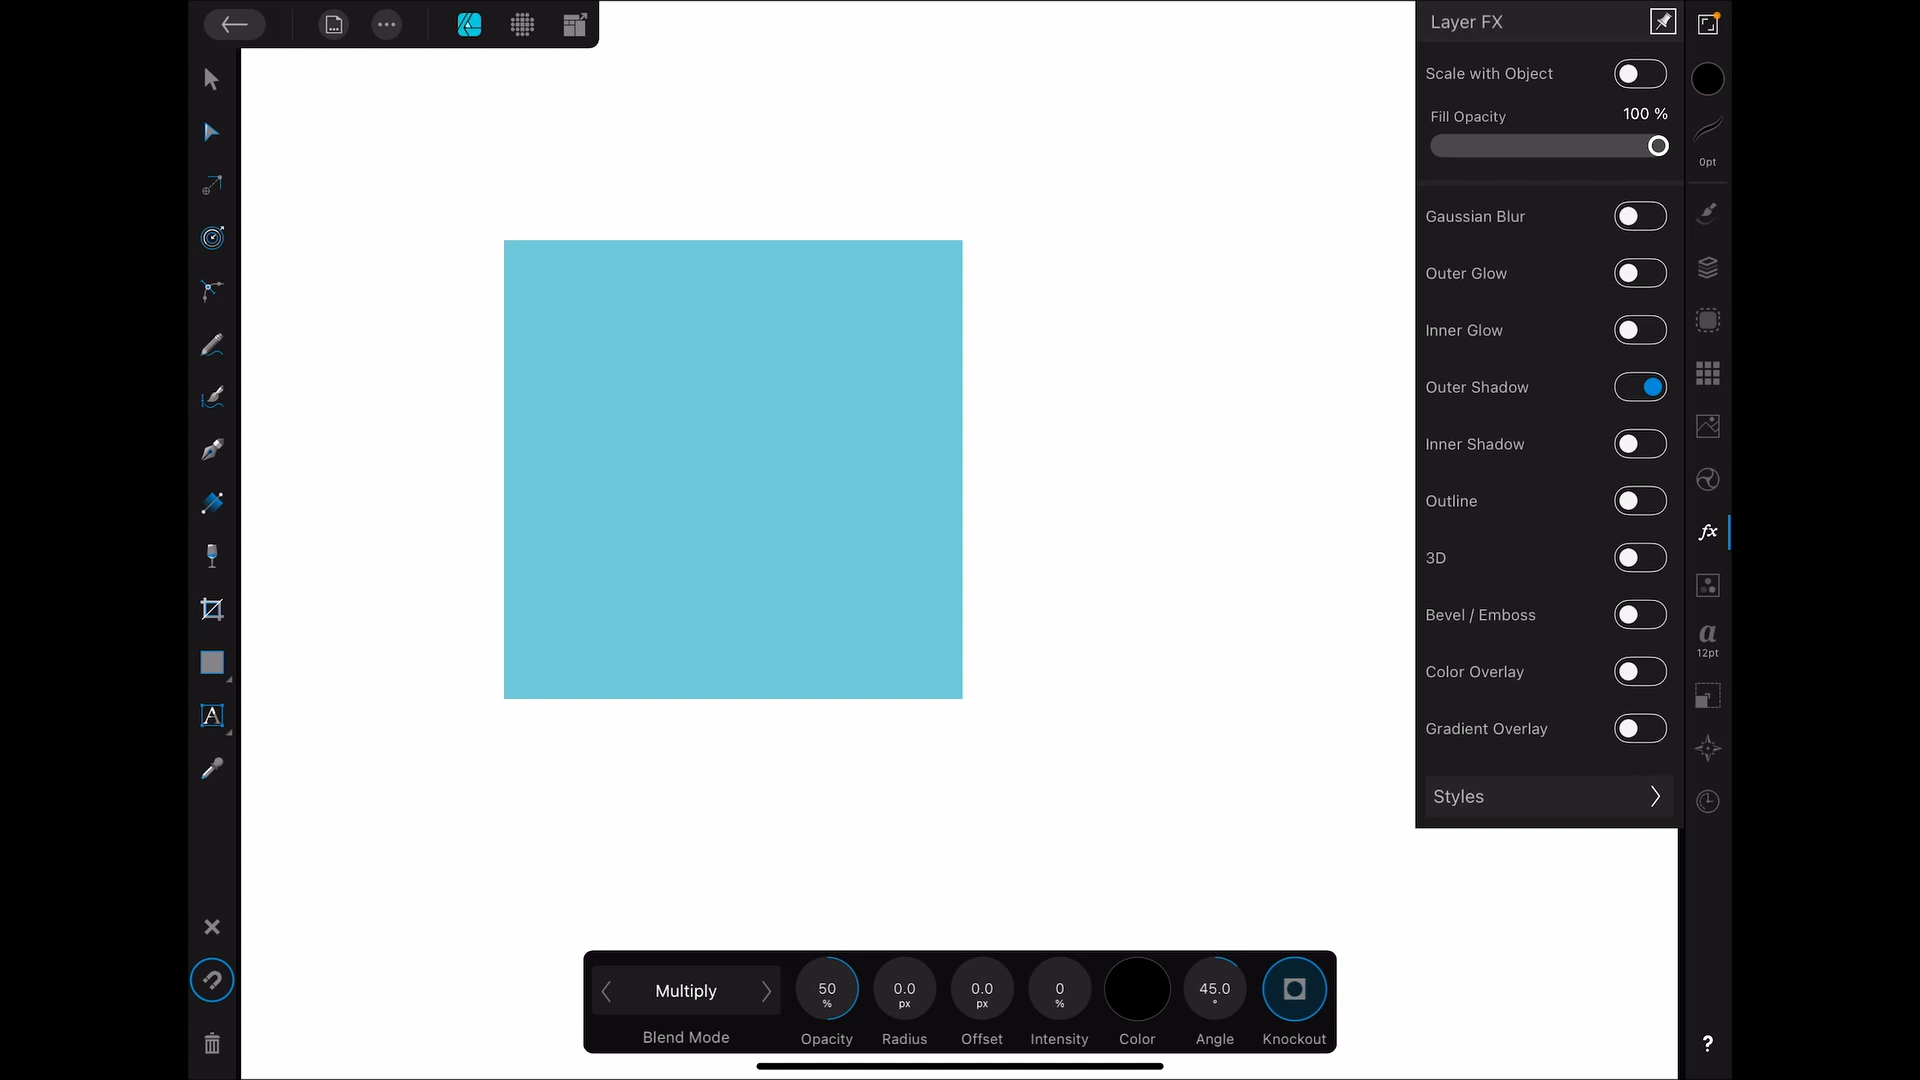 Layer FX
Scale with Object
Fill Opacity 100 %
0pt
Gaussian Blur
Outer Glow
Inner Glow
Outer Shadow
Inner Shadow
Outline
fx
3D
Bevel / Emboss
a
12pt
Color Overlay
Gradient Overlay
A
Styles
Multiply
Blend Mode
50 %
Opacity
0.0 px
Radius
0.0 px
Offset
0 %
Intensity
Color
45.0 °
Angle
Knockout
?